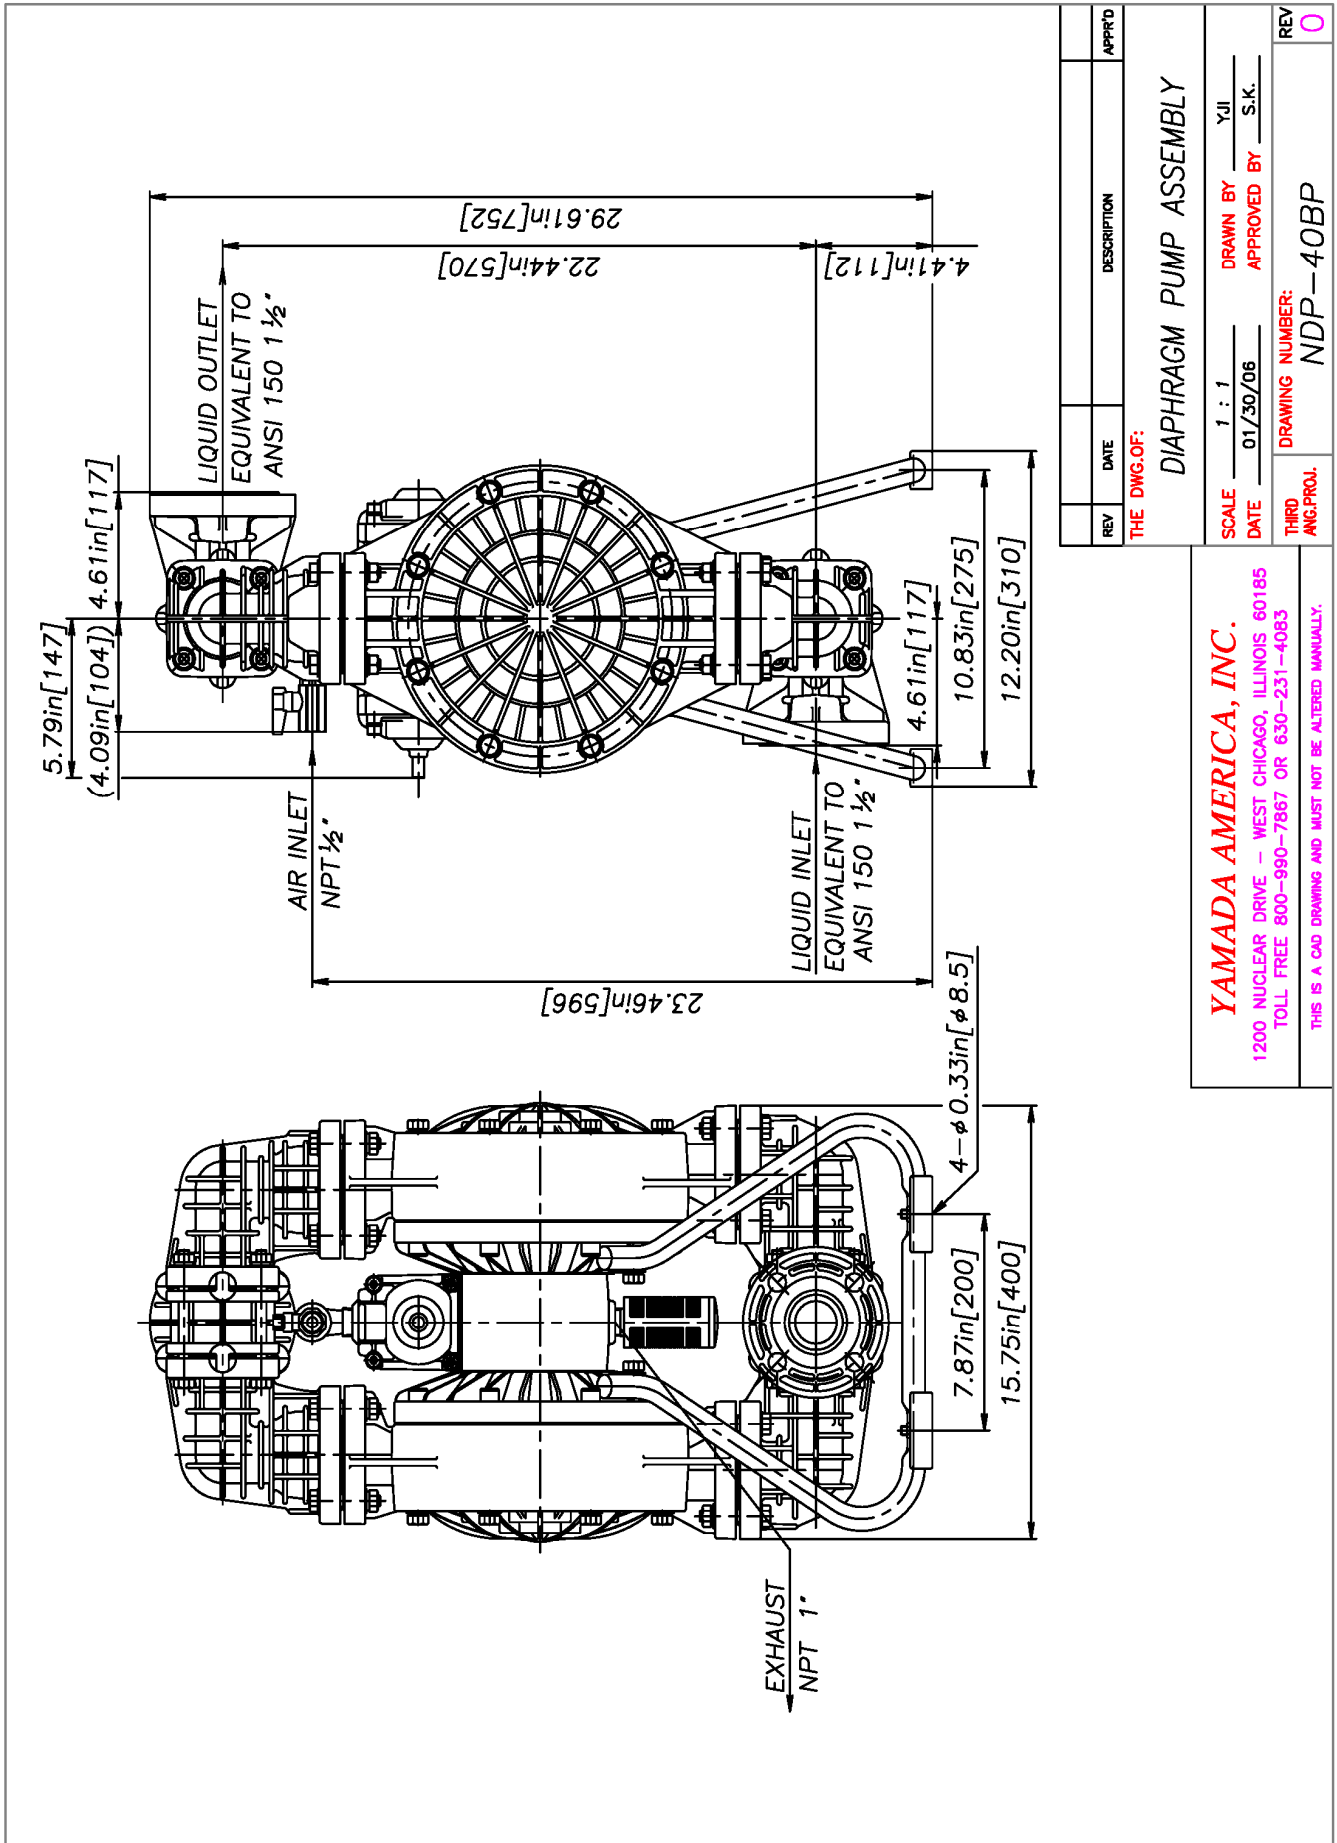 EXHAUST
NPT 1"
7.87in[200]
15.75in[400]
4-ø0.33in[ø8.5]
23.46in[596]
5.79in[147]
(4.09in[104])
4.61in[117]
AIR INLET
NPT ½"
LIQUID OUTLET
EQUIVALENT TO
ANSI 150 1½"
29.61in[752]
22.44in[570]
4.41in[112]
LIQUID INLET
EQUIVALENT TO
ANSI 150 1½"
4.61in[117]
10.83in[275]
12.20in[310]
REV DATE DESCRIPTION APPR'D
THE DWG.OF:
DIAPHRAGM PUMP ASSEMBLY
SCALE 1 : 1 DRAWN BY YJI
DATE 01/30/06 APPROVED BY S.K.
THIRD
ANG.PROJ.
DRAWING NUMBER:
NDP-40BP
REV
0
YAMADA AMERICA, INC.
1200 NUCLEAR DRIVE - WEST CHICAGO, ILLINOIS 60185
TOLL FREE 800-990-7867 OR 630-231-4083
THIS IS A CAD DRAWING AND MUST NOT BE ALTERED MANUALLY.